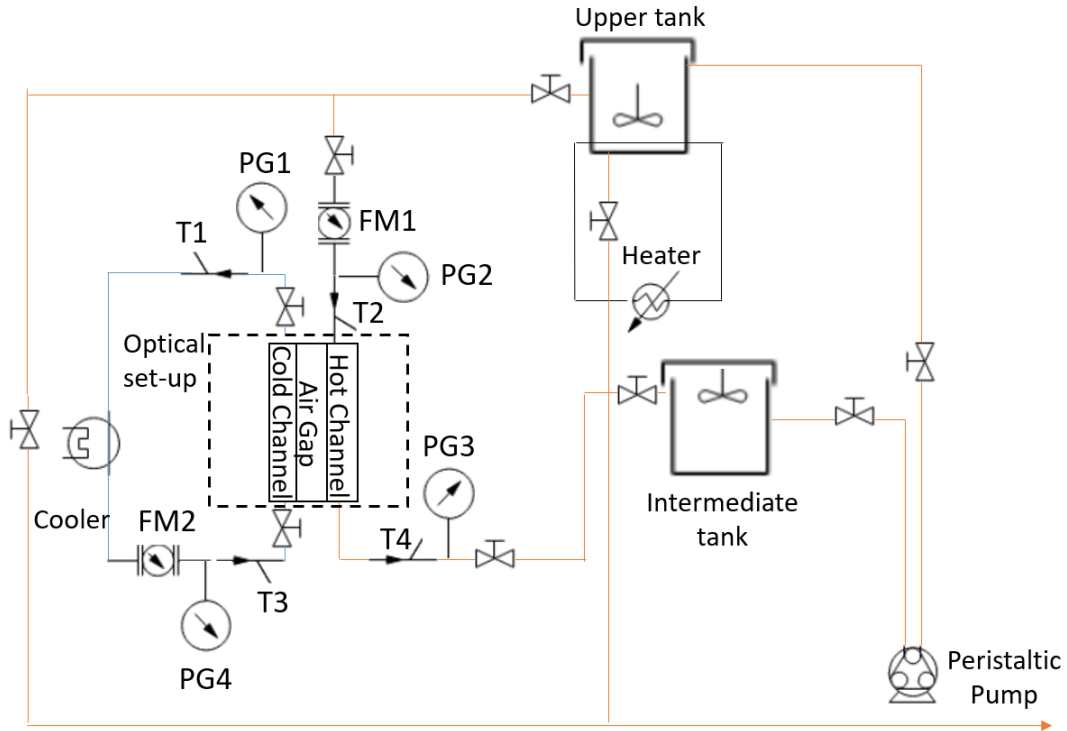 Upper tank
PG1
FM1
T1
Heater
PG2
T2
Optical
set-up
Cold Channel
Air Gap
Hot Channel
PG3
Intermediate
tank
Cooler
FM2
T4
T3
Peristaltic
Pump
PG4